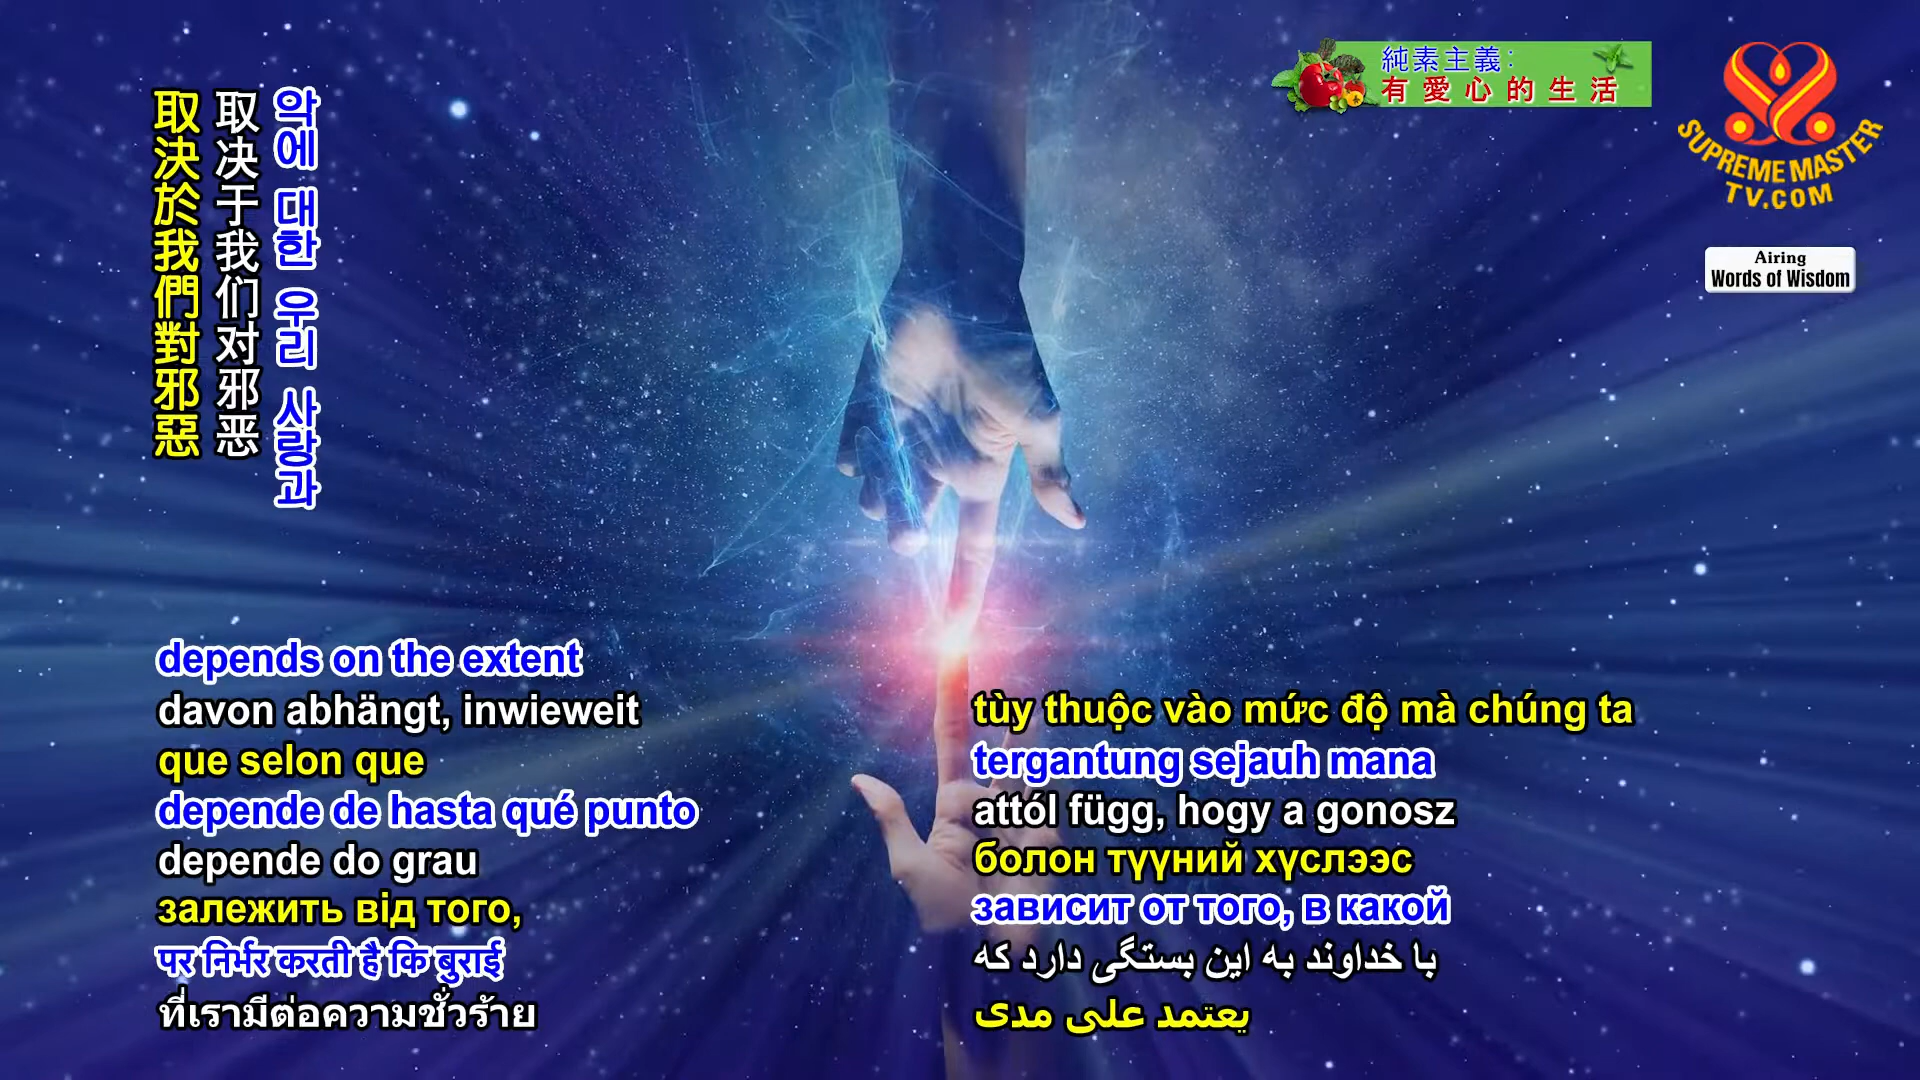 純素主義：
有愛心的生活
SUPREME MASTER
TV.COM
Airing
Words of Wisdom
取決於我們對邪惡
取决于我们对邪恶
악에 대한 우리 사랑과
depends on the extent
davon abhängt, inwieweit
que selon que
depende de hasta qué punto
depende do grau
залежить від того,
पर निर्भर करती है कि बुराई
ที่เรามีต่อความชั่วร้าย
tùy thuộc vào mức độ mà chúng ta
tergantung sejauh mana
attól függ, hogy a gonosz
болон түүний хүслээс
зависит от того, в какой
با خداوند به این بستگی دارد که
يعتمد على مدى